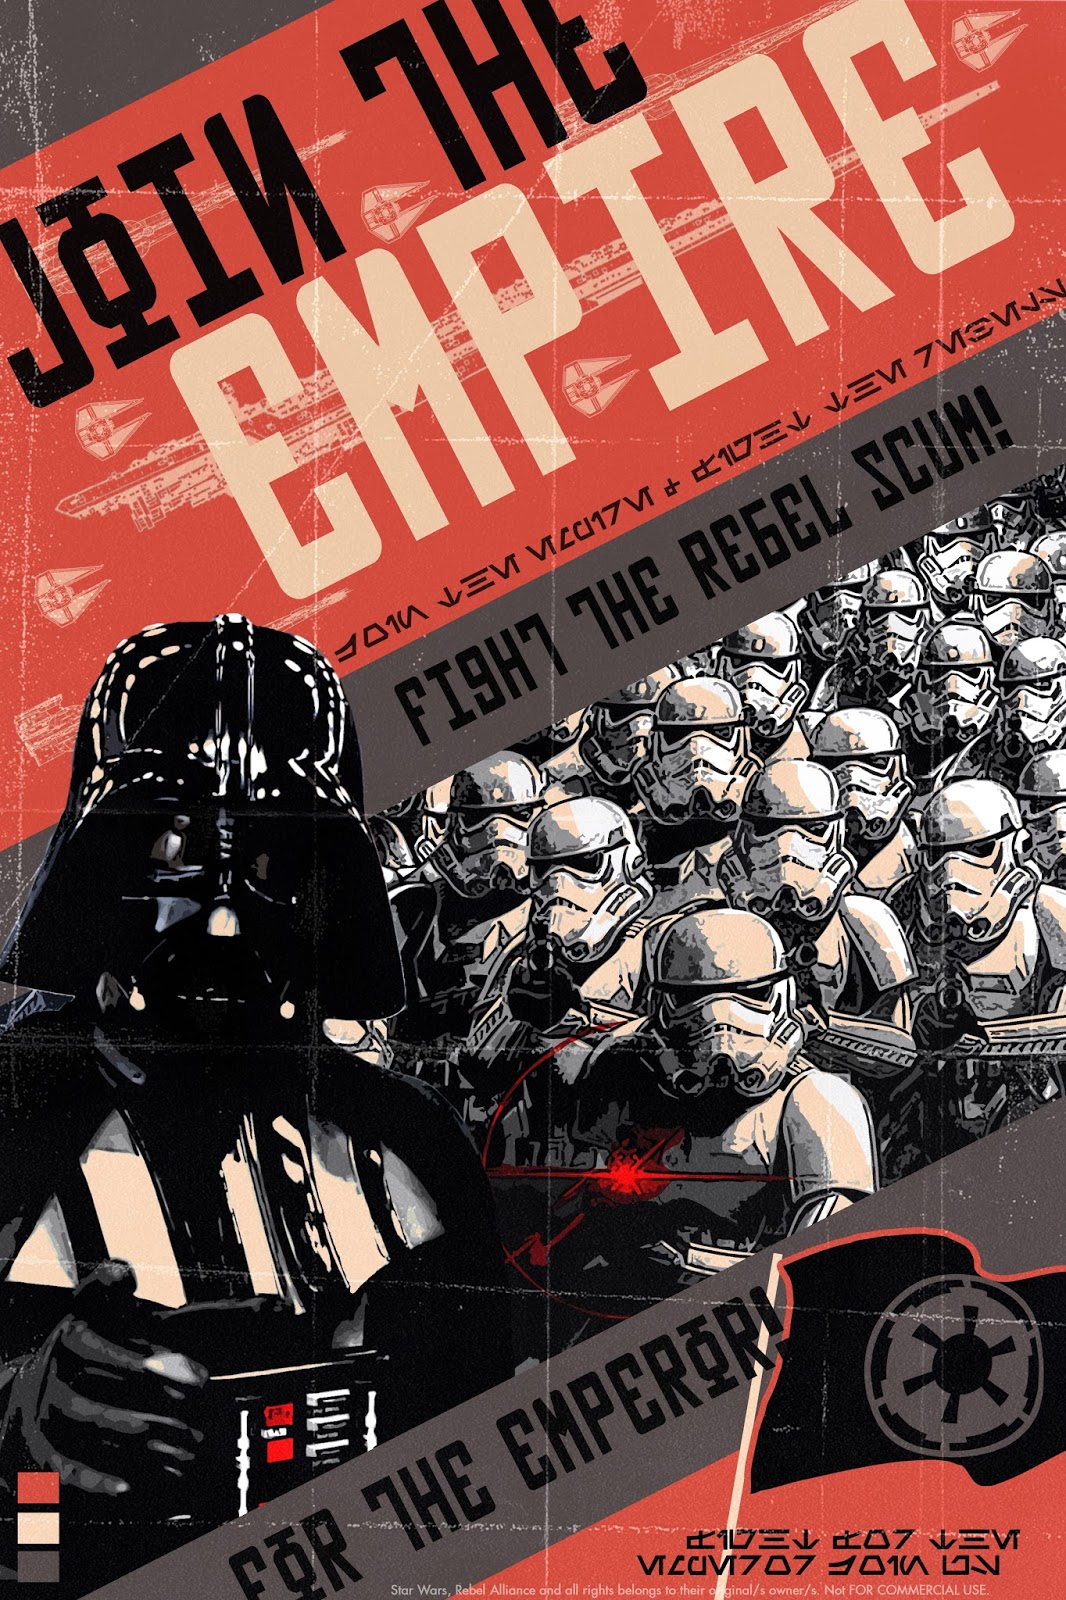 JOIN THE
EMPIRE
FIGHT THE REBEL SCUM!
FOR THE EMPEROR!
Star Wars, Rebel Alliance and all rights belongs to their original/s owner/s. Not FOR COMMERCIAL USE.